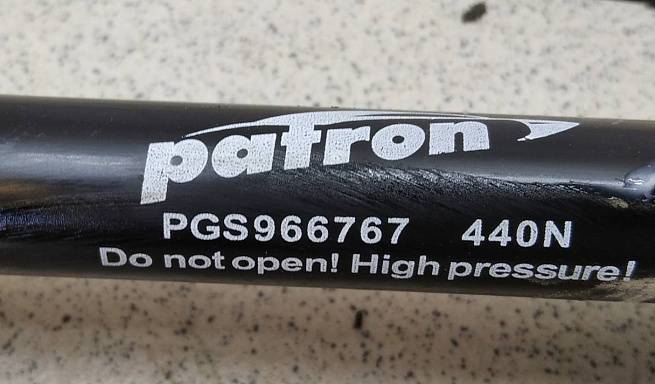 patron
PGS966767 440N
Do not open! High pressure!